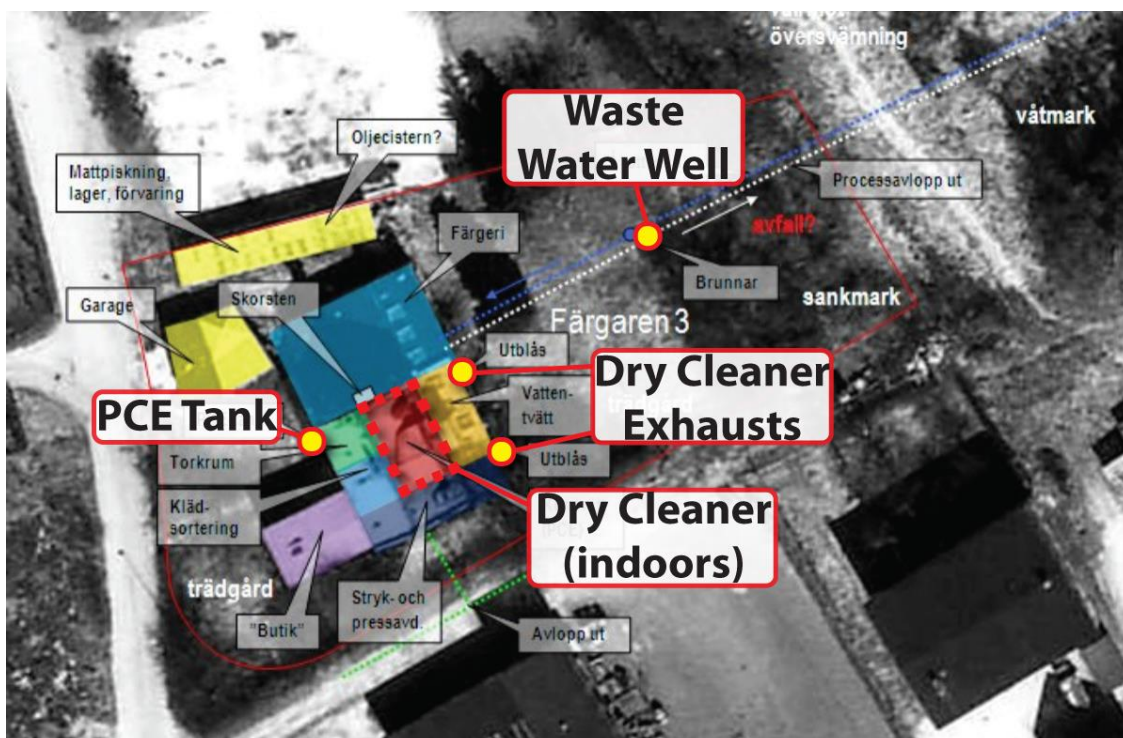 översvämning
våtmark
Waste
Water Well
Oljecistern?
Mattpiskning,
lager, förvaring
Processavlopp ut
avfall?
Färgeri
Brunnar
Skorsten
Garage
sankmark
Färgaren 3
Utblås
Dry Cleaner
Exhausts
Vatten-
tvätt
trädgård
PCE Tank
Utblås
Torkrum
Kläd-
sortering
Dry Cleaner
(indoors)
trädgård
Stryk- och
pressavd.
"Butik"
Avlopp ut